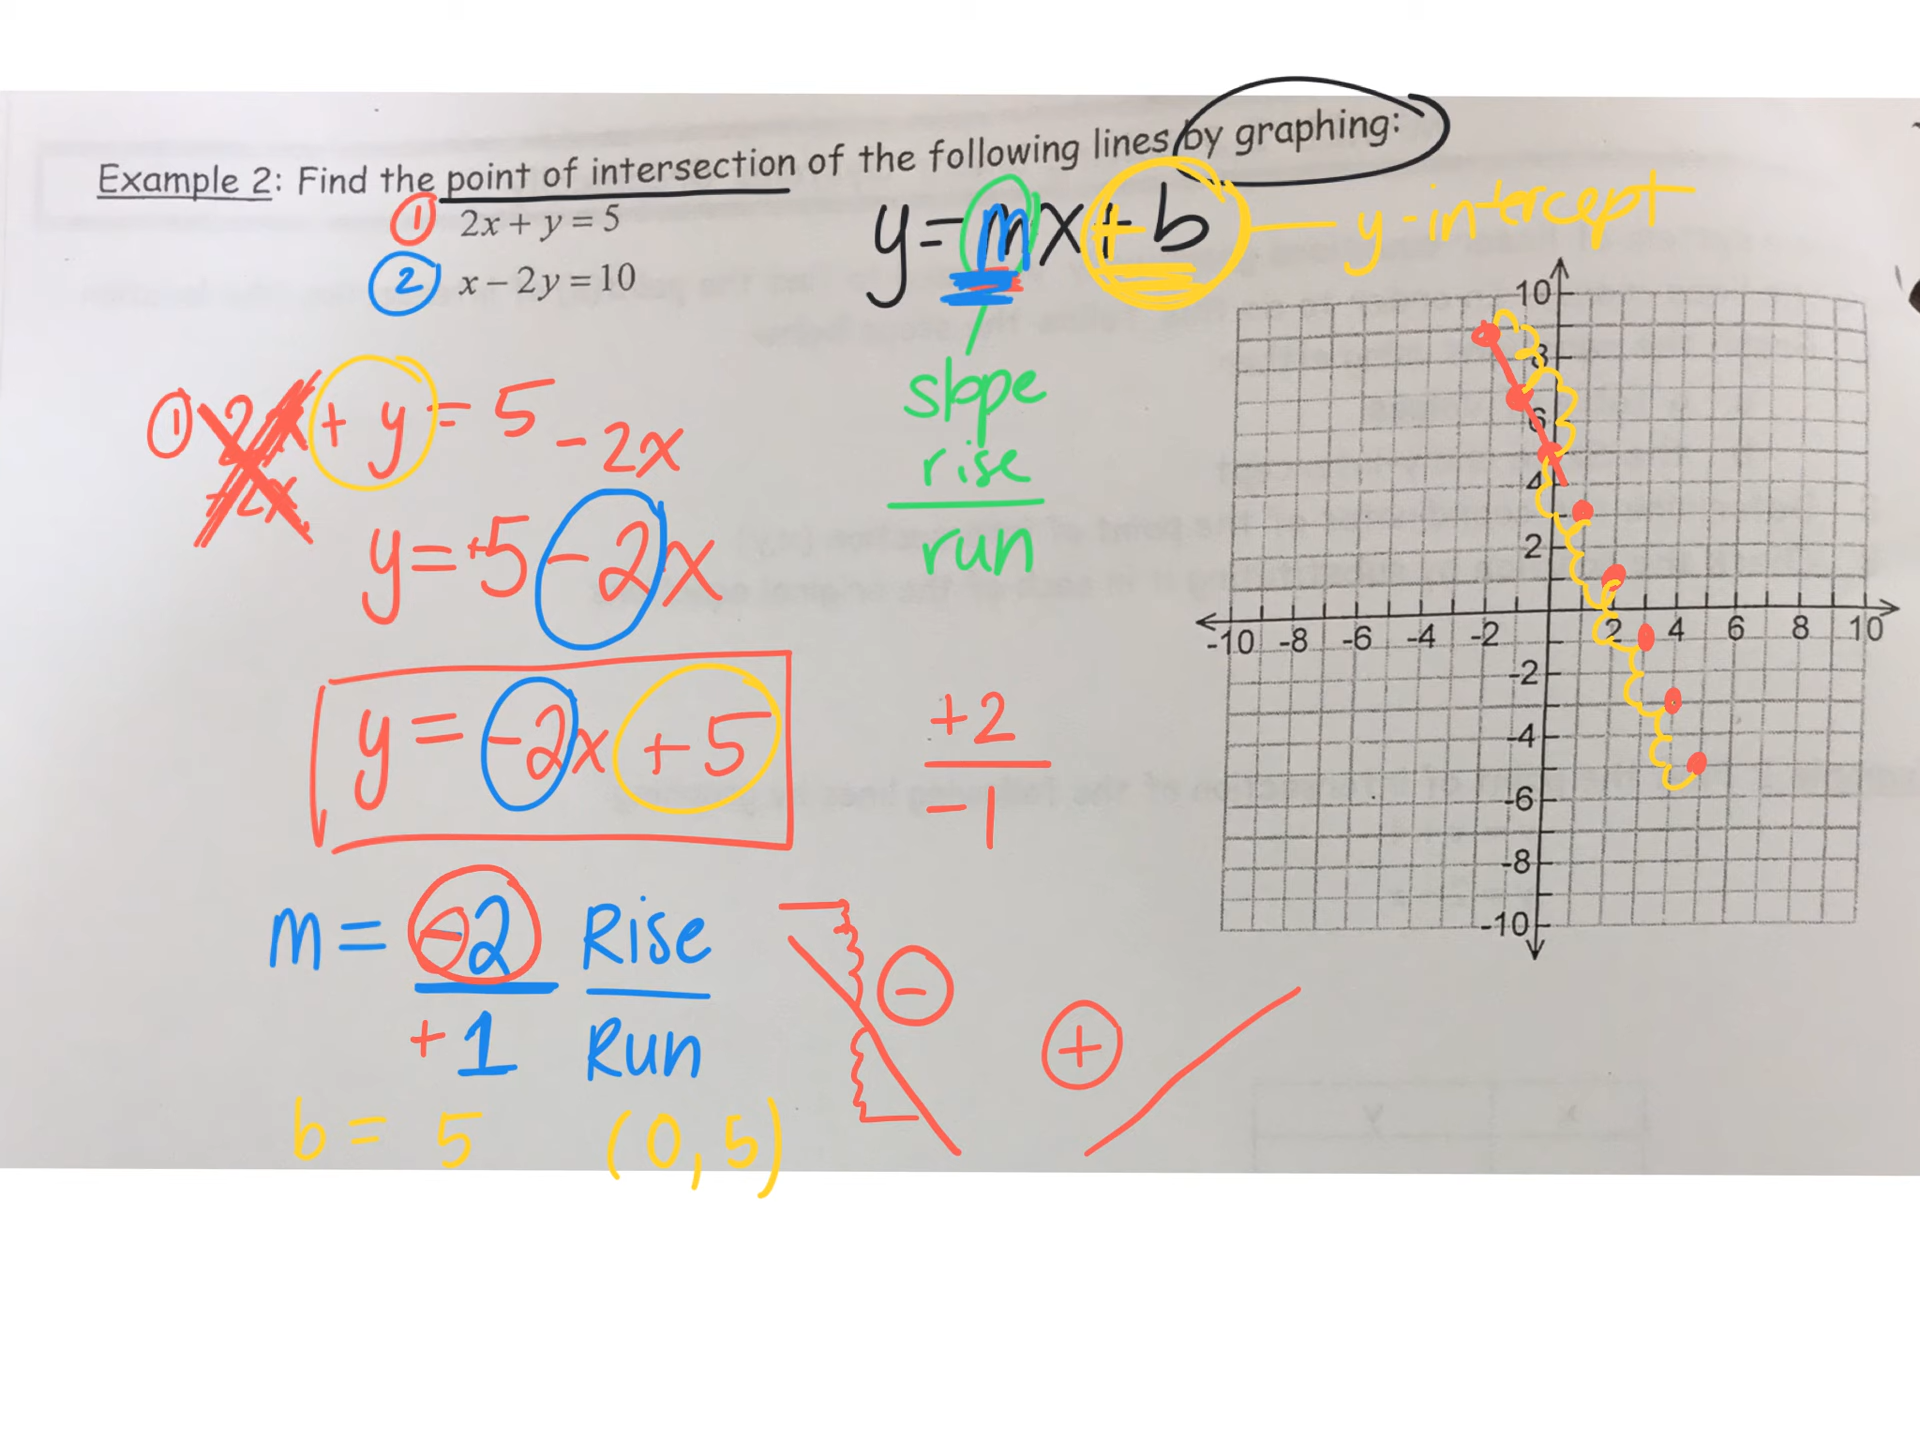 Example 2: Find the point of intersection of the following lines by graphing:
① 2x + y = 5
② x − 2y = 10
y = mx + b — y-intercept
slope
rise
run
① 2x + y = 5 - 2x
-2x
y = +5 - 2x
y = -2x + 5
+2
-1
m = -2 Rise
+1 Run
b = 5 (0, 5)
-
+
10
8
6
4
2
-10 -8 -6 -4 -2 2 4 6 8 10
-2
-4
-6
-8
-10